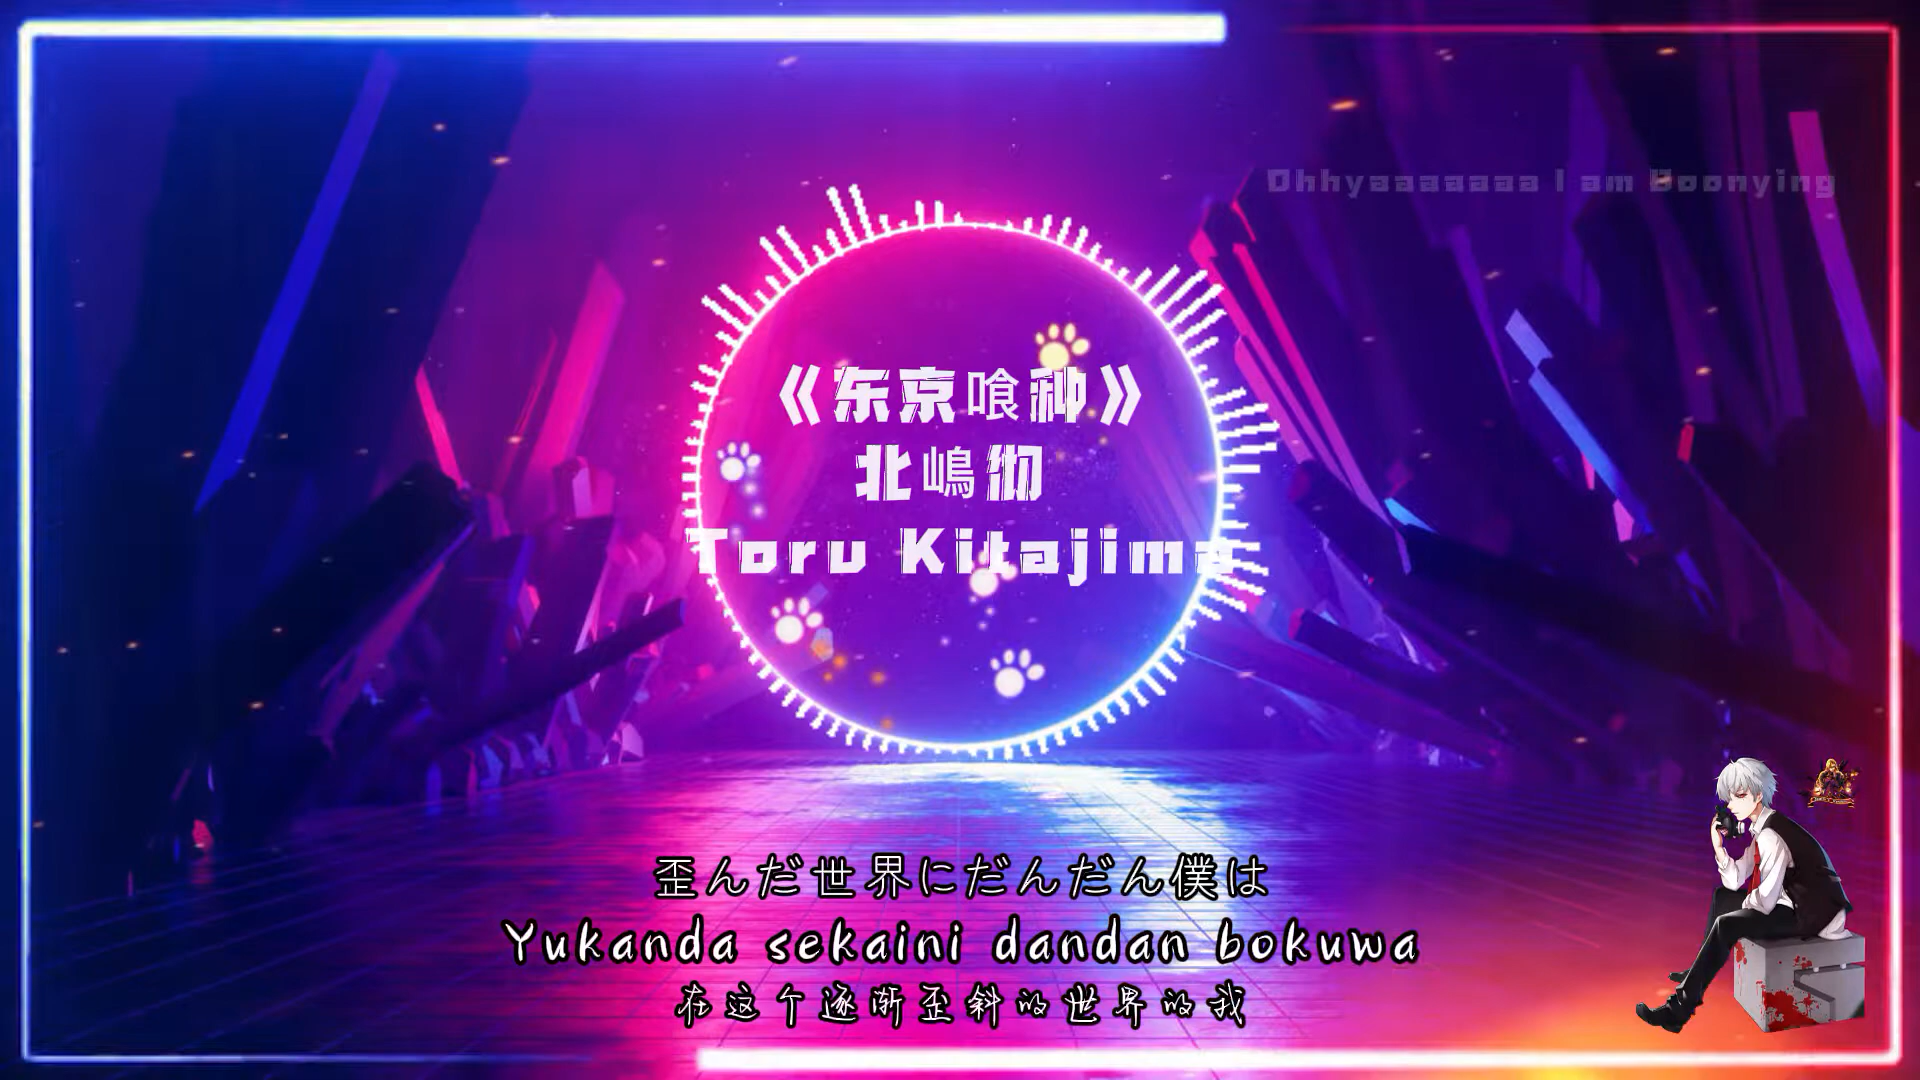 Ohhyaaaaaaa I am Boonying
《东京喰种》
北嶋彻
Toru Kitajima
歪んだ世界にだんだん僕は
Yukanda sekaini dandan bokuwa
在这个逐渐歪斜的世界的我